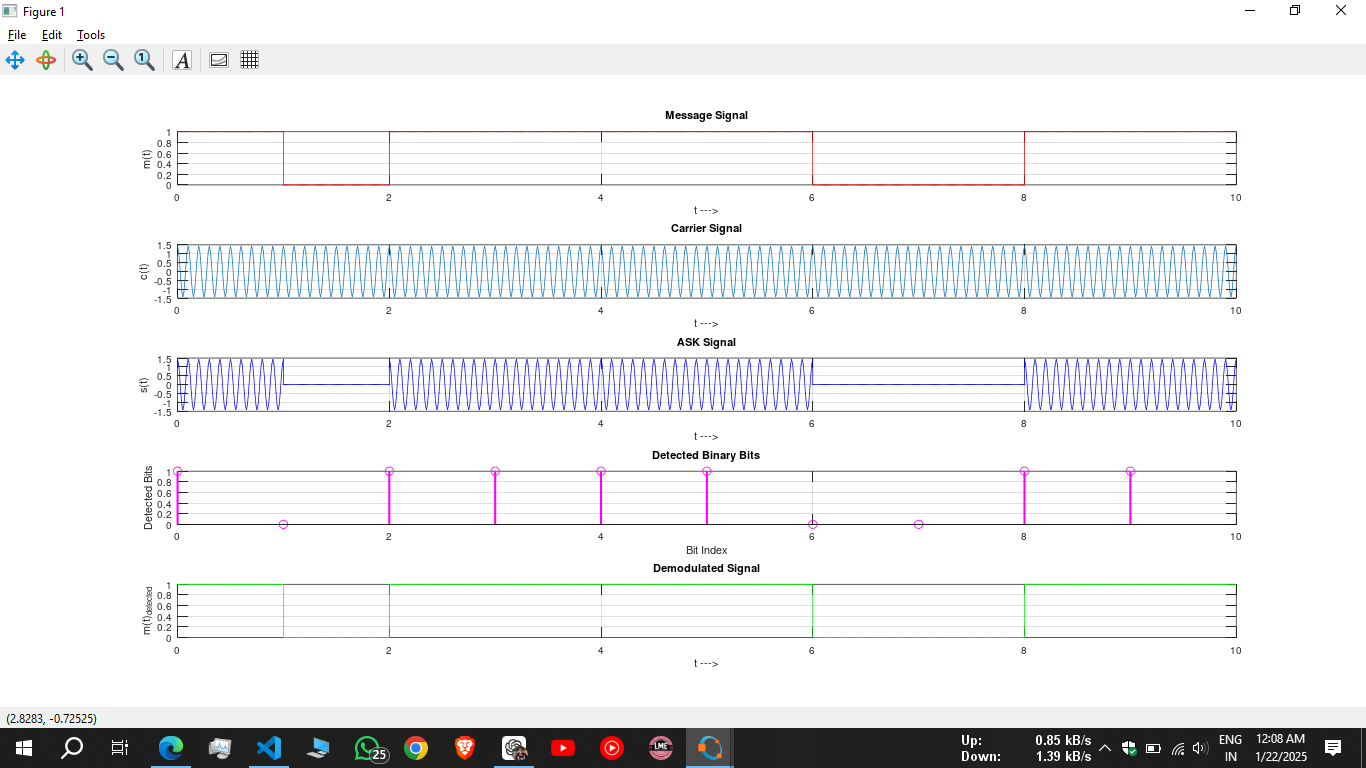 Figure 1
File Edit Tools
Message Signal
m(t)
1
0.8
0.6
0.4
0.2
0
0 2 4 6 8 10
t --->
Carrier Signal
c(t)
1.5
1
0.5
0
-0.5
-1
-1.5
0 2 4 6 8 10
t --->
ASK Signal
s(t)
1.5
1
0.5
0
-0.5
-1
-1.5
0 2 4 6 8 10
t --->
Detected Binary Bits
Detected Bits
1
0.8
0.6
0.4
0.2
0
0 2 4 6 8 10
Bit Index
Demodulated Signal
m(t)detected
1
0.8
0.6
0.4
0.2
0
0 2 4 6 8 10
t --->
(2.8283, -0.72525)
25
LME
Up: 0.85 kB/s
Down: 1.39 kB/s
ENG
IN
12:08 AM
1/22/2025